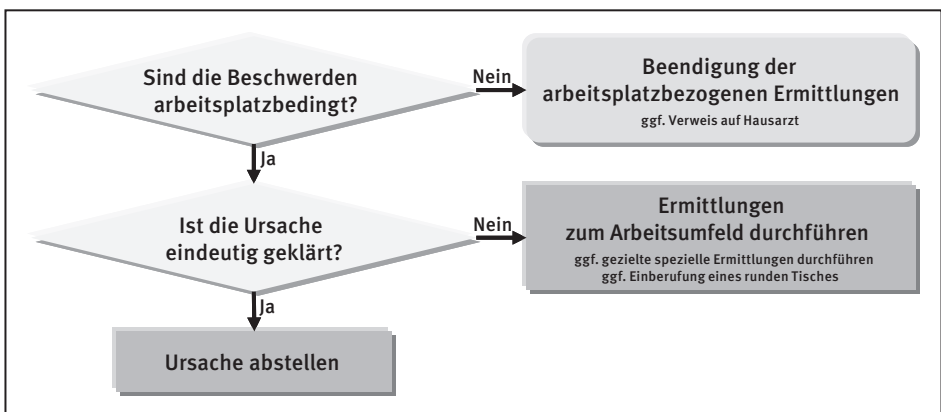 Sind die Beschwerden
arbeitsplatzbedingt?
Nein
Beendigung der
arbeitsplatzbezogenen Ermittlungen
ggf. Verweis auf Hausarzt
Ja
Ist die Ursache
eindeutig geklärt?
Nein
Ermittlungen
zum Arbeitsumfeld durchführen
ggf. gezielte spezielle Ermittlungen durchführen
ggf. Einberufung eines runden Tisches
Ja
Ursache abstellen